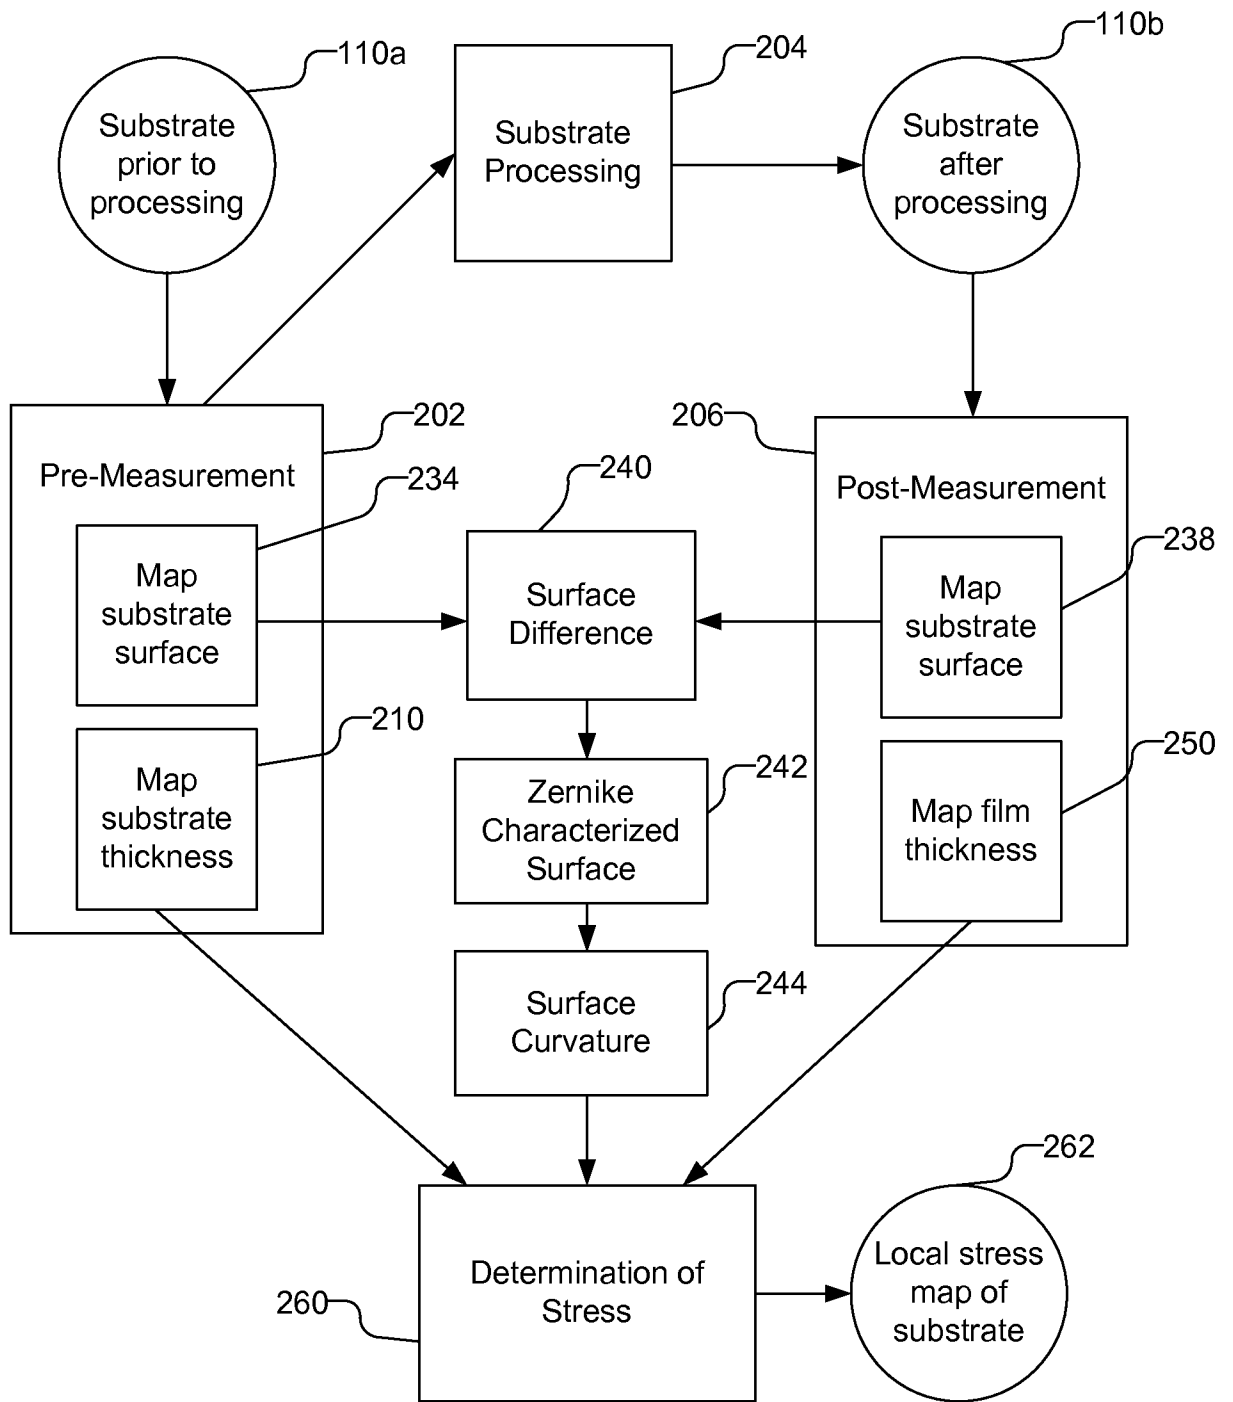 110a
Substrate
prior to
processing
204
Substrate
Processing
110b
Substrate
after
processing
202
Pre-Measurement
234
Map
substrate
surface
210
Map
substrate
thickness
240
Surface
Difference
242
Zernike
Characterized
Surface
244
Surface
Curvature
206
Post-Measurement
238
Map
substrate
surface
250
Map film
thickness
260
Determination of
Stress
262
Local stress
map of
substrate